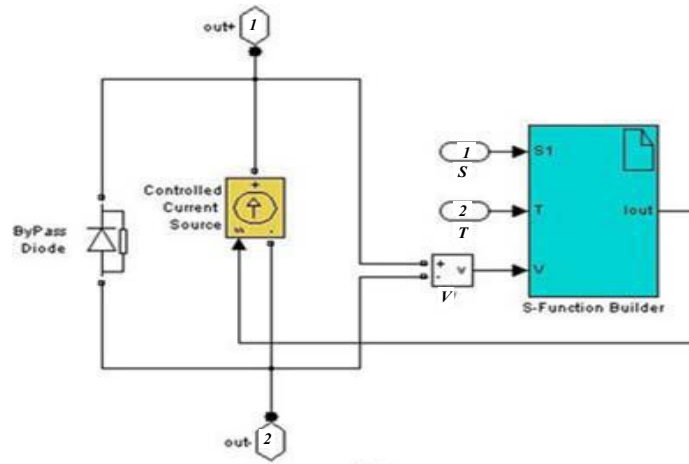 out+ 1
1 S1
S
Controlled
Current
Source
+
-
ByPass
Diode
2 T Iout
T
+
-
v V
V
S-Function Builder
out- 2